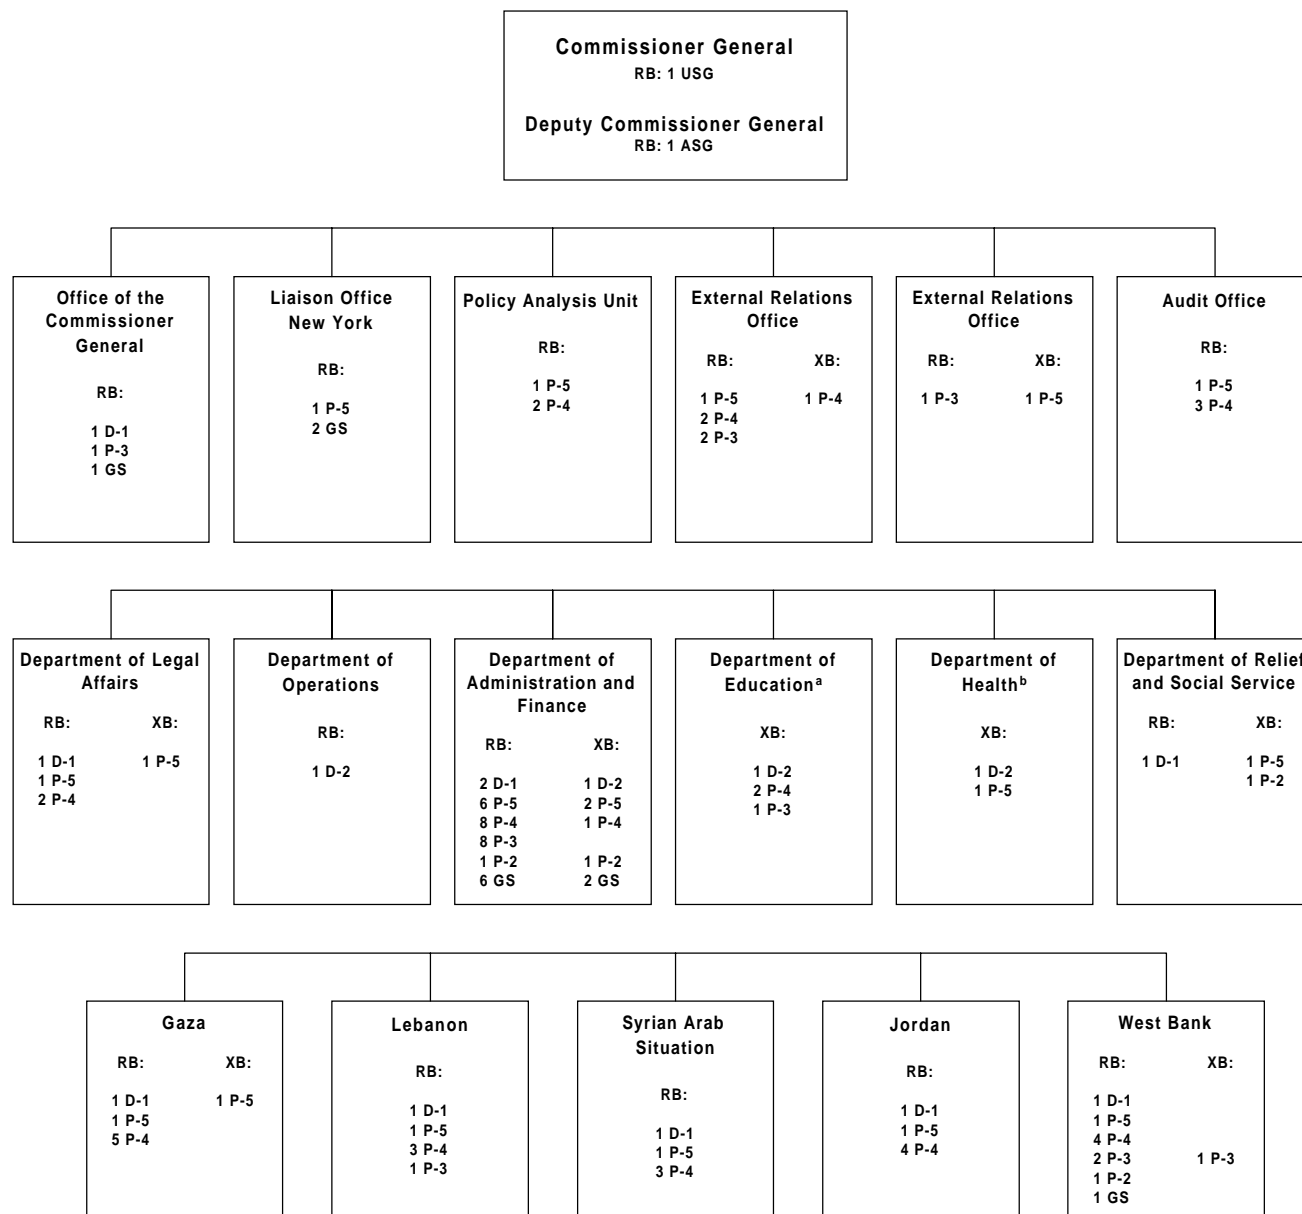 Commissioner General
RB: 1 USG
Deputy Commissioner General
RB: 1 ASG
Office of the
Commissioner
General
RB:
1 D-1
1 P-3
1 GS
Liaison Office
New York
RB:
1 P-5
2 GS
Policy Analysis Unit
RB:
1 P-5
2 P-4
External Relations
Office
RB: XB:
1 P-5 1 P-4
2 P-4
2 P-3
External Relations
Office
RB: XB:
1 P-3 1 P-5
Audit Office
RB:
1 P-5
3 P-4
Department of Legal
Affairs
RB: XB:
1 D-1 1 P-5
1 P-5
2 P-4
Department of
Operations
RB:
1 D-2
Department of
Administration and
Finance
RB: XB:
2 D-1 1 D-2
6 P-5 2 P-5
8 P-4 1 P-4
8 P-3
1 P-2 1 P-2
6 GS 2 GS
Department of
Educationᵃ
XB:
1 D-2
2 P-4
1 P-3
Department of
Healthᵇ
XB:
1 D-2
1 P-5
Department of Relief
and Social Service
RB: XB:
1 D-1 1 P-5
1 P-2
Gaza
RB: XB:
1 D-1 1 P-5
1 P-5
5 P-4
Lebanon
RB:
1 D-1
1 P-5
3 P-4
1 P-3
Syrian Arab
Situation
RB:
1 D-1
1 P-5
3 P-4
Jordan
RB:
1 D-1
1 P-5
4 P-4
West Bank
RB: XB:
1 D-1
1 P-5
4 P-4
2 P-3 1 P-3
1 P-2
1 GS